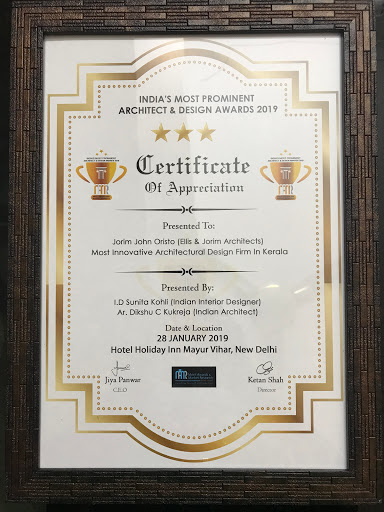 INDIA'S MOST PROMINENT
ARCHITECT & DESIGN AWARDS 2019
Certificate
Of Appreciation
Presented To:
Jorim John Oristo (Ellis & Jorim Architects)
Most Innovative Architectural Design Firm In Kerala
Presented By:
I.D Sunita Kohli (Indian Interior Designer)
Ar. Dikshu C Kukreja (Indian Architect)
Date & Location
28 JANUARY 2019
Hotel Holiday Inn Mayur Vihar, New Delhi
Jiya Panwar
Ketan Shah
Director